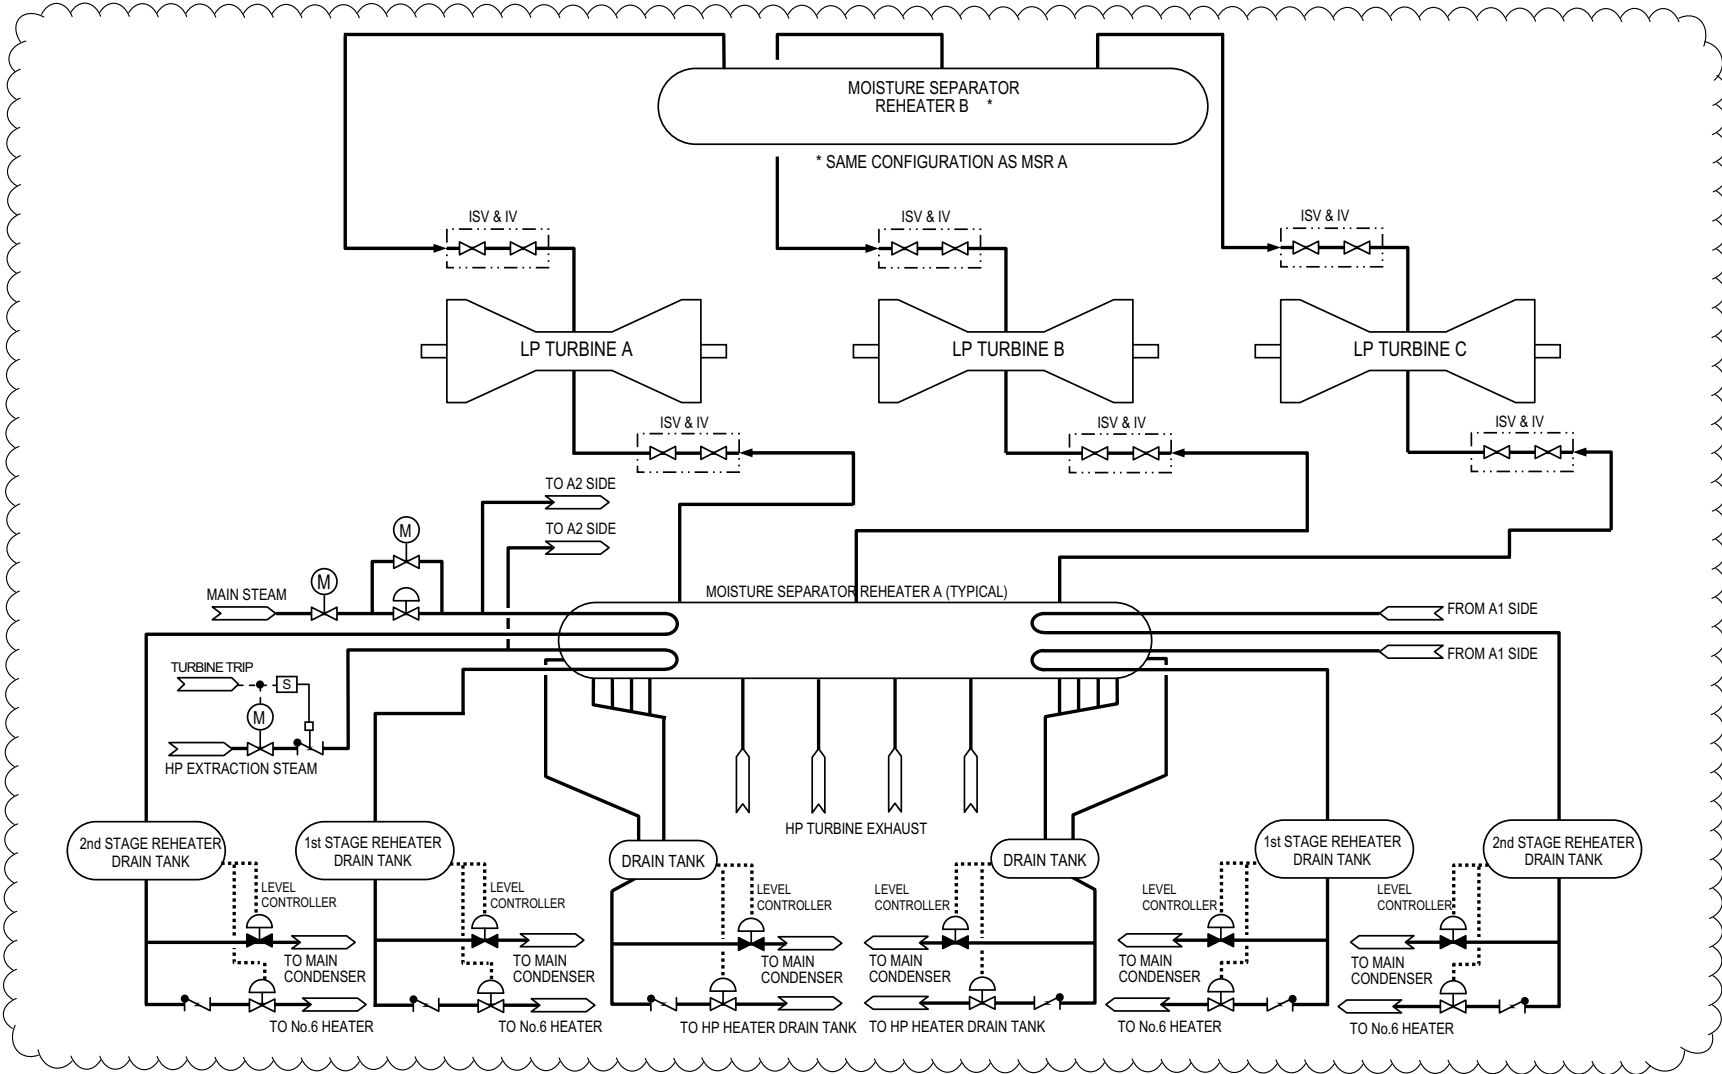 MOISTURE SEPARATOR
REHEATER B *
* SAME CONFIGURATION AS MSR A
ISV & IV
ISV & IV
ISV & IV
LP TURBINE A
LP TURBINE B
LP TURBINE C
ISV & IV
ISV & IV
ISV & IV
TO A2 SIDE
TO A2 SIDE
M
M
MAIN STEAM
MOISTURE SEPARATOR REHEATER A (TYPICAL)
FROM A1 SIDE
FROM A1 SIDE
TURBINE TRIP
S
M
HP EXTRACTION STEAM
HP TURBINE EXHAUST
2nd STAGE REHEATER
DRAIN TANK
1st STAGE REHEATER
DRAIN TANK
DRAIN TANK
DRAIN TANK
1st STAGE REHEATER
DRAIN TANK
2nd STAGE REHEATER
DRAIN TANK
LEVEL
CONTROLLER
LEVEL
CONTROLLER
LEVEL
CONTROLLER
LEVEL
CONTROLLER
LEVEL
CONTROLLER
LEVEL
CONTROLLER
TO MAIN
CONDENSER
TO MAIN
CONDENSER
TO MAIN
CONDENSER
TO MAIN
CONDENSER
TO MAIN
CONDENSER
TO MAIN
CONDENSER
TO No.6 HEATER
TO No.6 HEATER
TO HP HEATER DRAIN TANK
TO HP HEATER DRAIN TANK
TO No.6 HEATER
TO No.6 HEATER